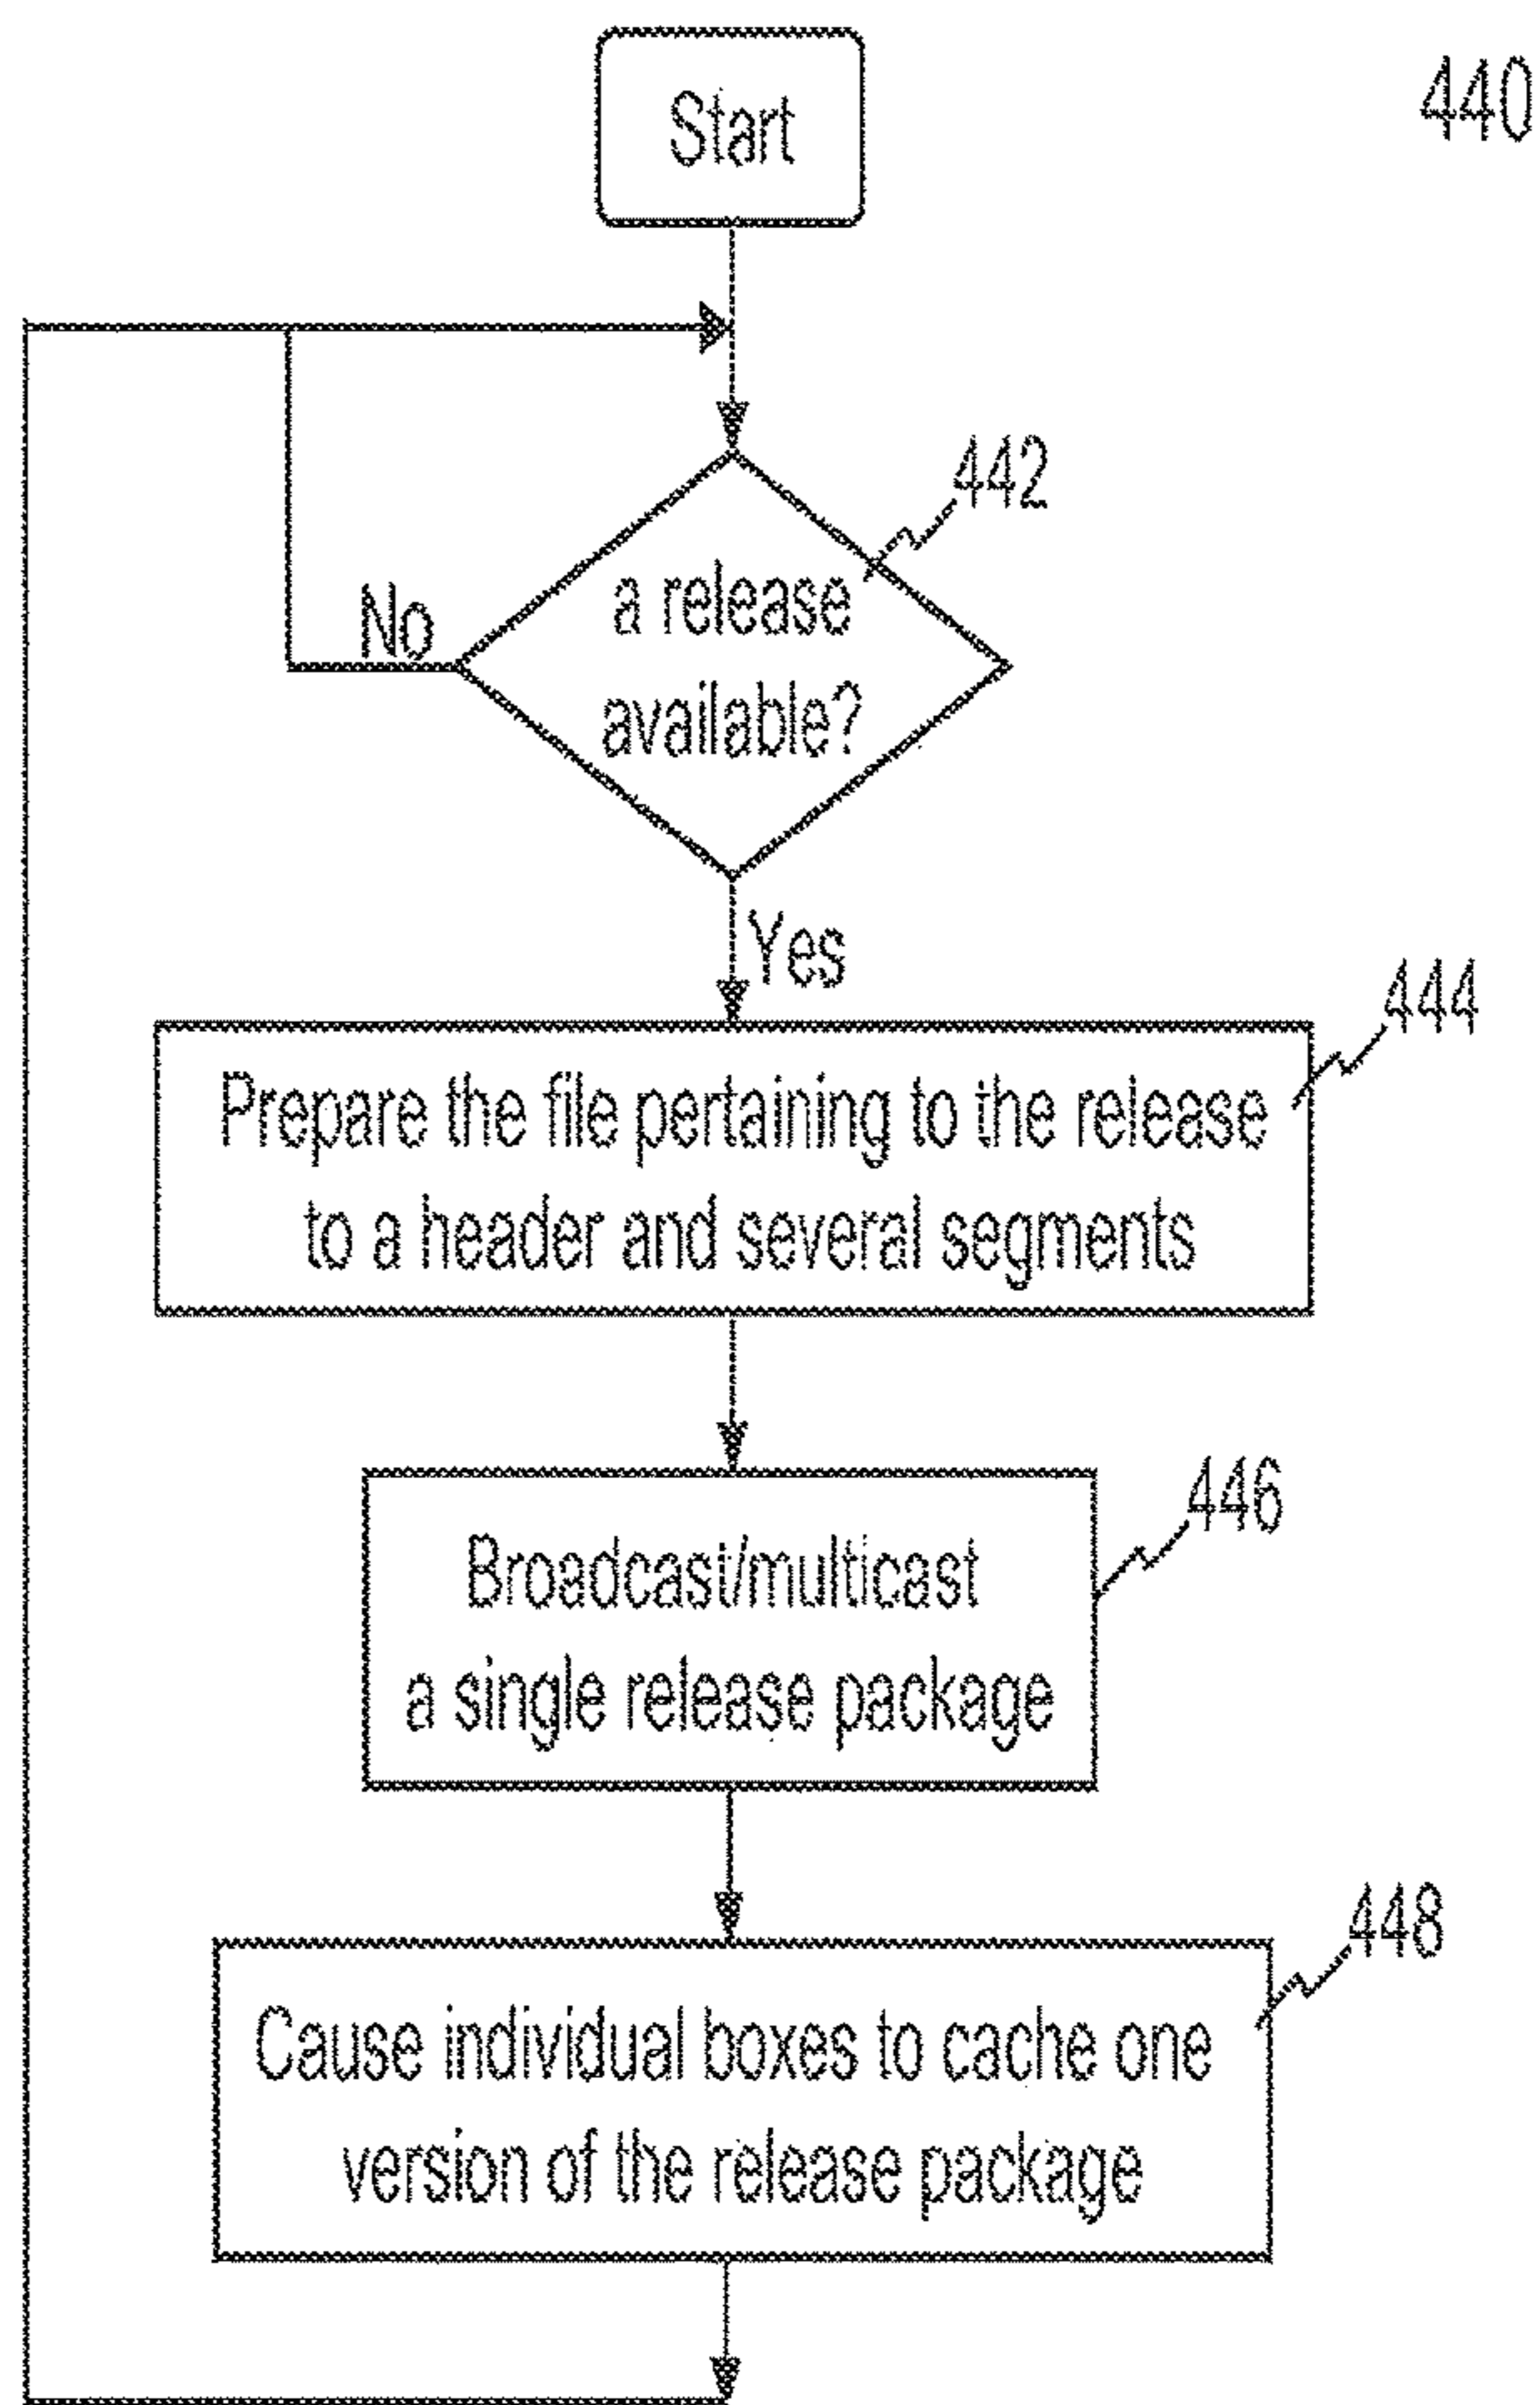 Start
440
442
a release
available?
No
Yes
444
Prepare the file pertaining to the release
to a header and several segments
446
Broadcast/multicast
a single release package
448
Cause individual boxes to cache one
version of the release package